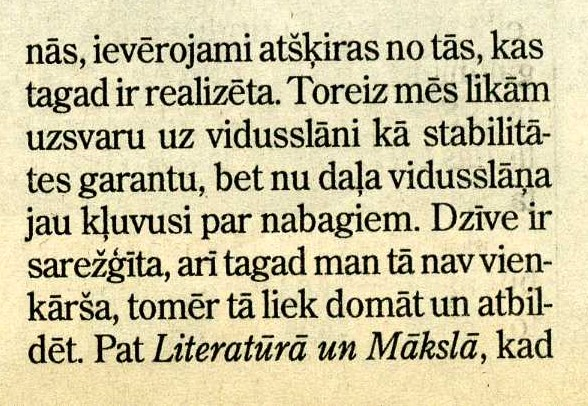 nās, ievērojami atšķiras no tās, kas
tagad ir realizēta. Toreiz mēs likām
uzsvaru uz vidusslāni kā stabilitā-
tes garantu, bet nu daļa vidusslāņa
jau kļuvusi par nabagiem. Dzīve ir
sarežģīta, arī tagad man tā nav vien-
kārša, tomēr tā liek domāt un atbil-
dēt. Pat Literatūrā un Mākslā, kad